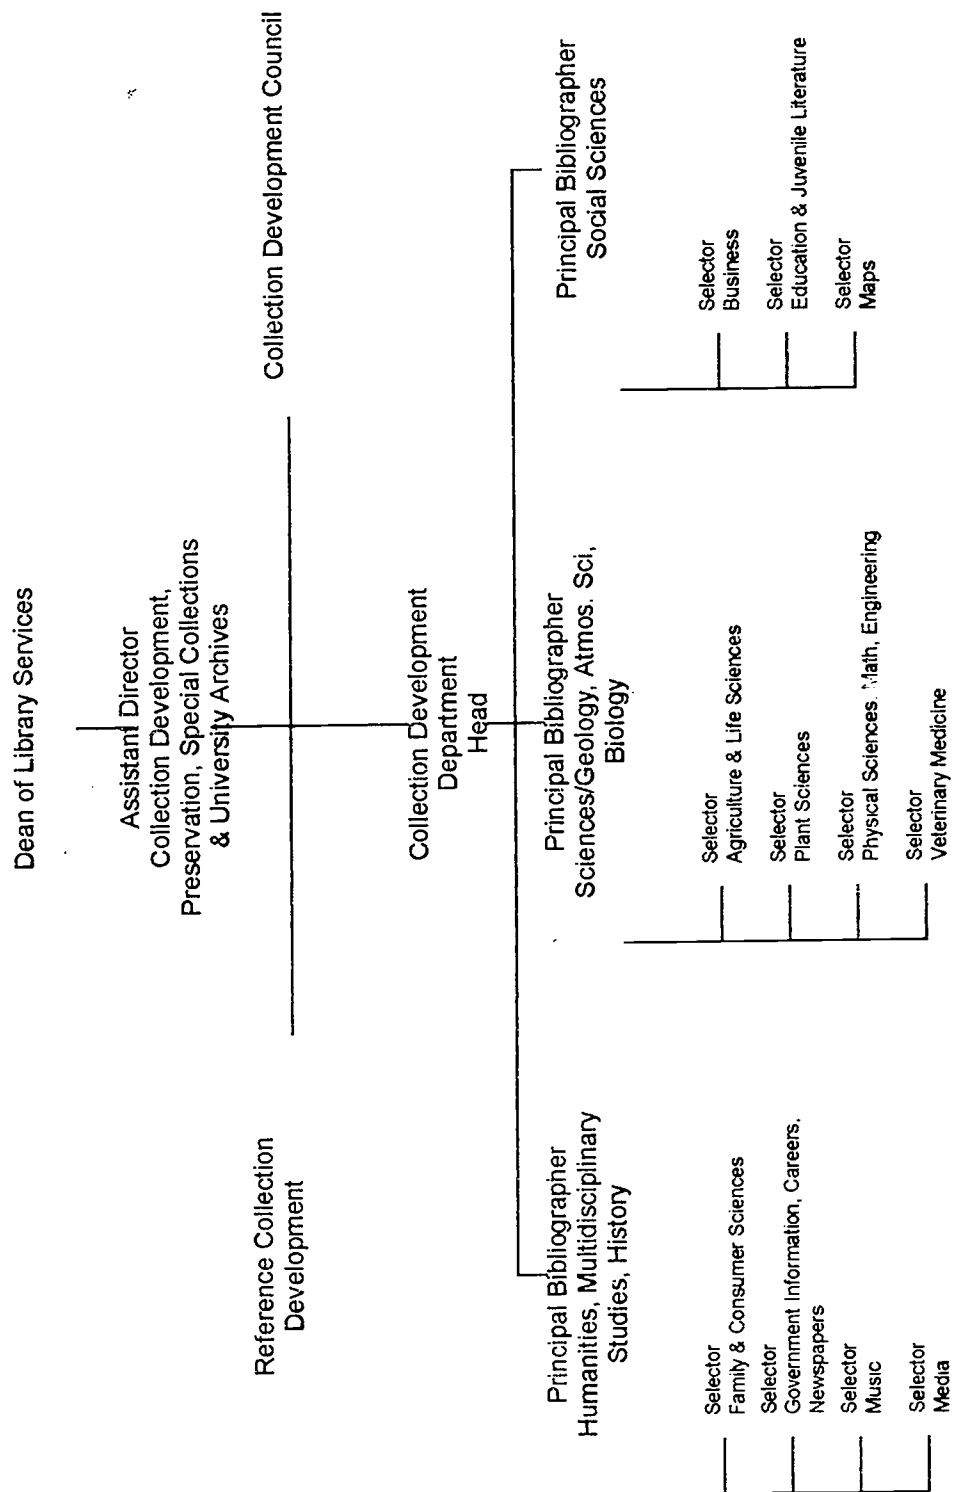 Dean of Library Services
Assistant Director
Collection Development,
Preservation, Special Collections
& University Archives
Reference Collection
Development
Collection Development Council
Collection Development
Department
Head
Principal Bibliographer
Humanities, Multidisciplinary
Studies, History
Selector
Family & Consumer Sciences
Selector
Government Information, Careers,
Newspapers
Selector
Music
Selector
Media
Principal Bibliographer
Sciences/Geology, Atmos. Sci,
Biology
Selector
Agriculture & Life Sciences
Selector
Plant Sciences
Selector
Physical Sciences, Math, Engineering
Selector
Veterinary Medicine
Principal Bibliographer
Social Sciences
Selector
Business
Selector
Education & Juvenile Literature
Selector
Maps